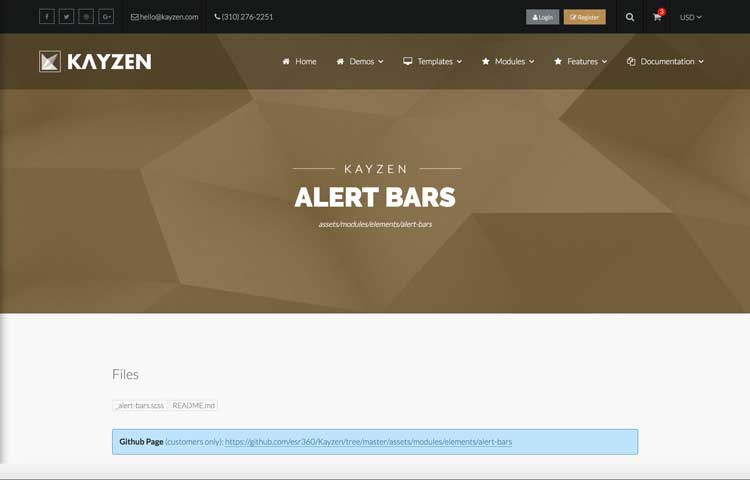 hello@kayzen.com (310) 276-2251 Login Register 3 USD
KAYZEN Home Demos Templates Modules Features Documentation
KAYZEN
ALERT BARS
assets/modules/elements/alert-bars
Files
_alert-bars.scss README.md
Github Page (customers only): https://github.com/esr360/Kayzen/tree/master/assets/modules/elements/alert-bars